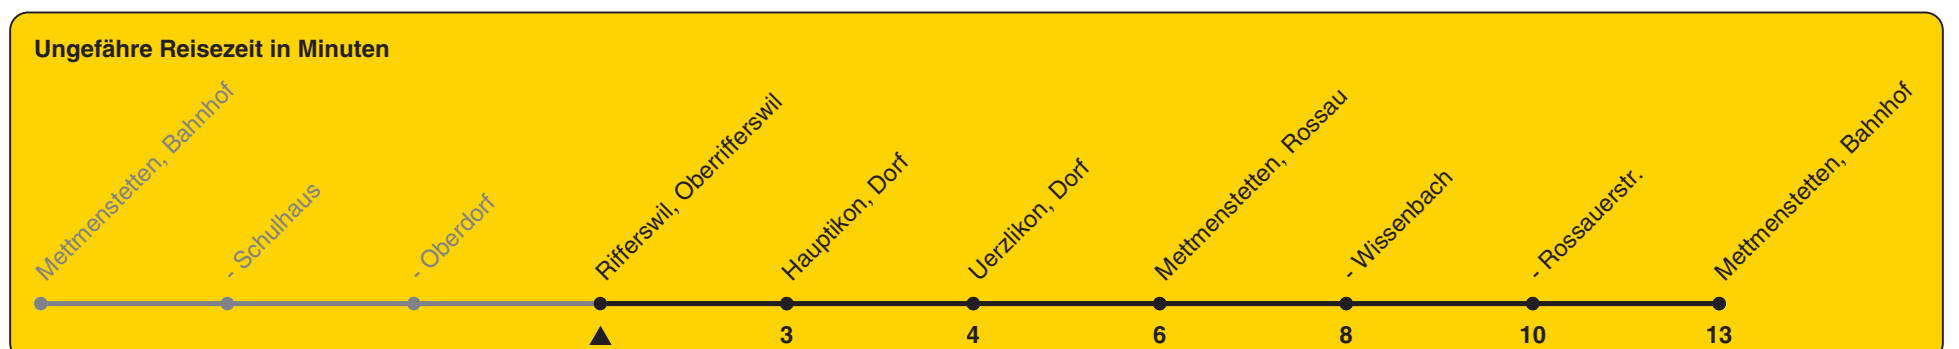 Ungefähre Reisezeit in Minuten
Mettmenstetten, Bahnhof
- Schulhaus
- Oberdorf
Rifferswil, Oberrifferswil
Hauptikon, Dorf
Uerzlikon, Dorf
Mettmenstetten, Rossau
- Wissenbach
- Rossauerstr.
Mettmenstetten, Bahnhof
3 4 6 8 10 13